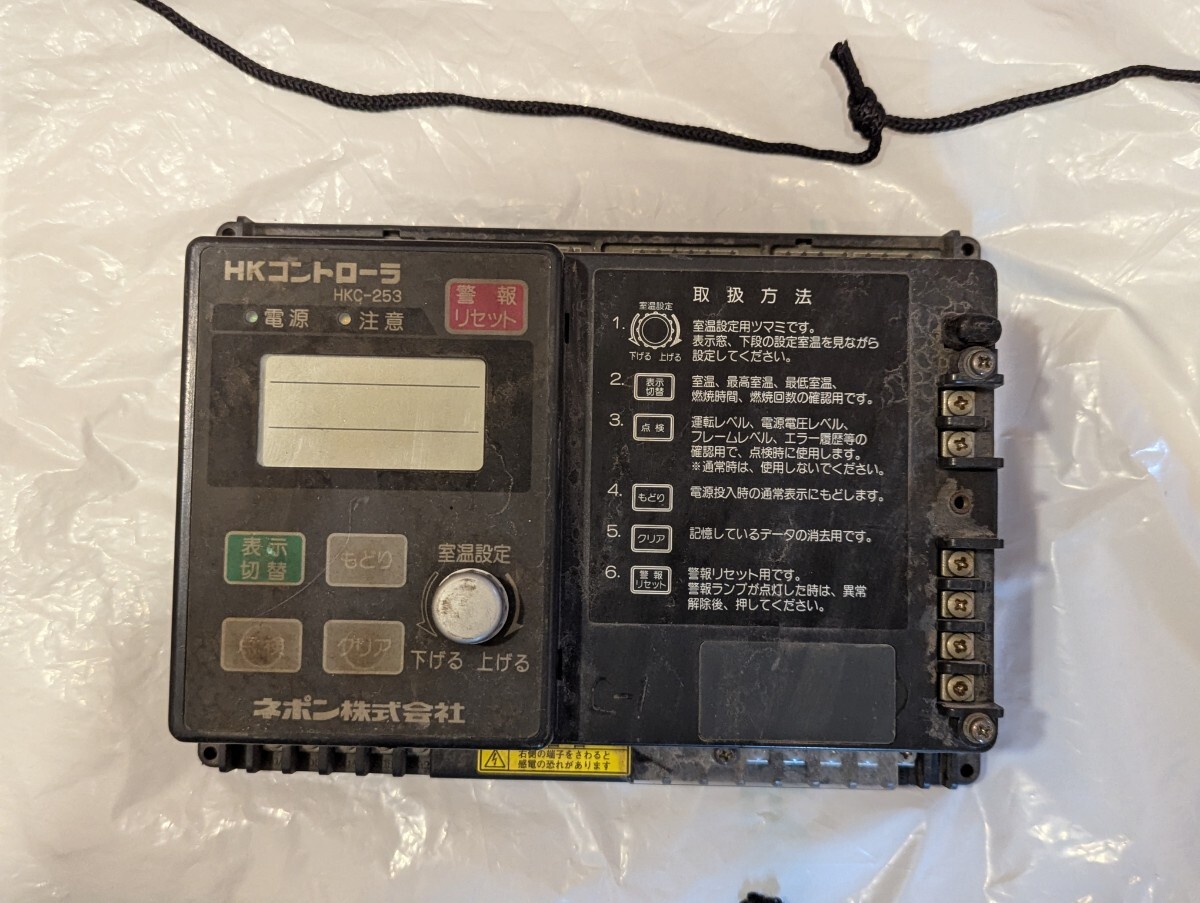 HKコントローラ
HKC-253
警報
リセット
電源
注意
表示
切替
もどり
室温設定
点検
クリア
下げる 上げる
ネポン株式会社
取扱方法
1.
室温設定
下げる 上げる
室温設定用ツマミです。
表示窓、下段の設定室温を見ながら
設定してください。
2.
表示
切替
室温、最高室温、最低室温、
燃焼時間、燃焼回数の確認用です。
3.
点検
運転レベル、電源電圧レベル、
フレームレベル、エラー履歴等の
確認用で、点検時に使用します。
※通常時は、使用しないでください。
4.
もどり
電源投入時の通常表示にもどします。
5.
クリア
記憶しているデータの消去用です。
6.
警報
リセット
警報リセット用です。
警報ランプが点灯した時は、異常
解除後、押してください。
右側の端子をさわると
感電の恐れがあります